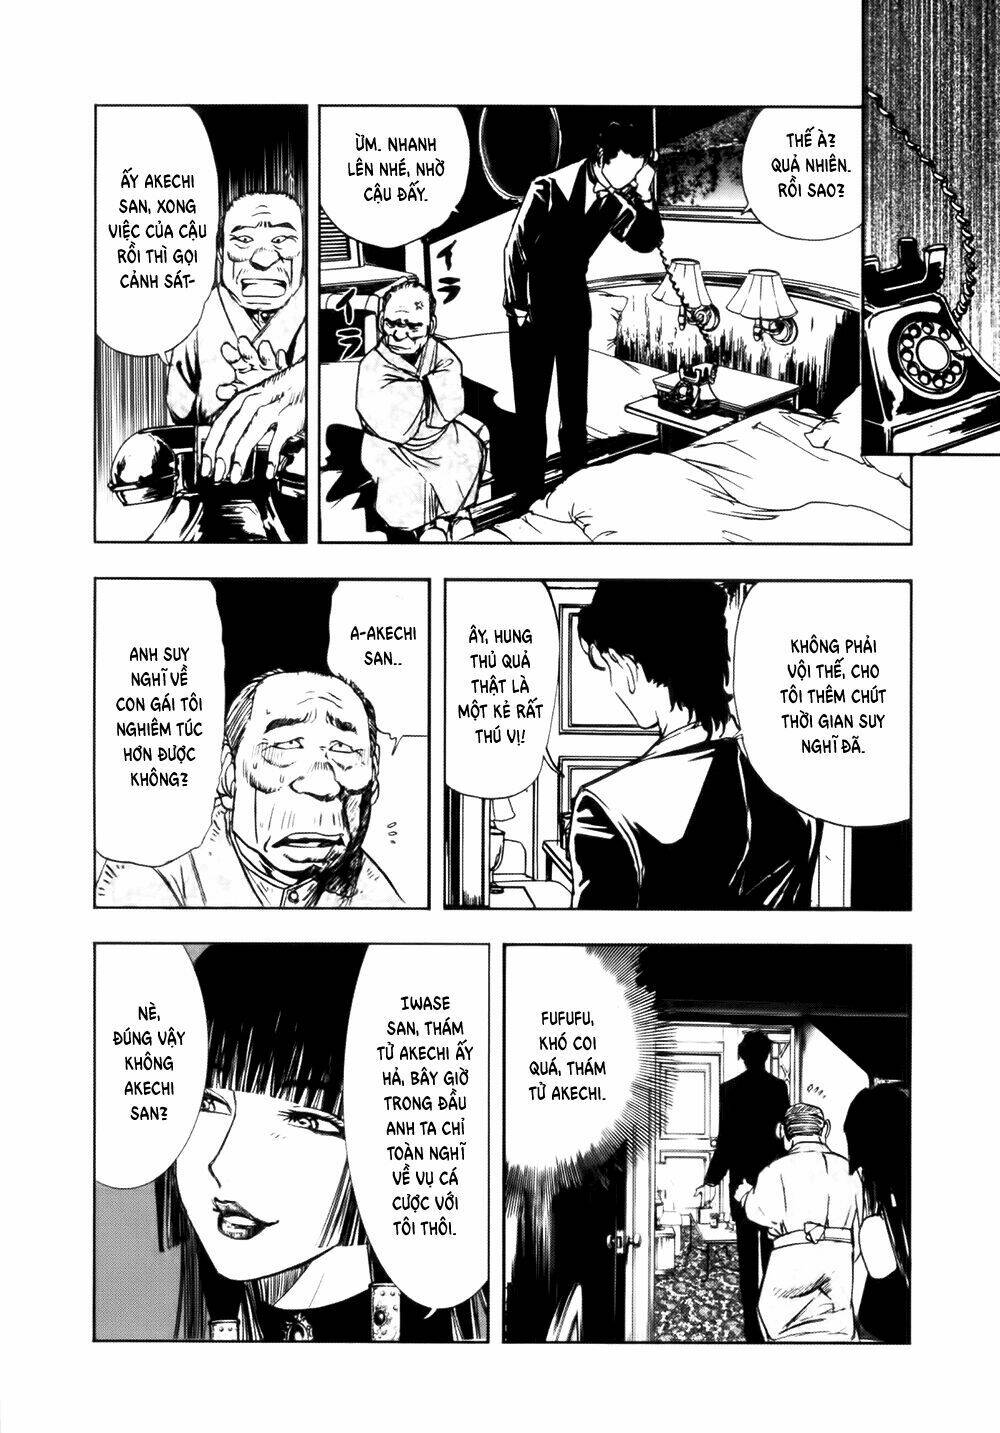 THẾ À?
QUẢ NHIÊN.
RỒI SAO?
ỪM. NHANH
LÊN NHÉ, NHỜ
CẬU ĐẤY.
イラ
イラ
ẤY AKECHI
SAN, XONG
VIỆC CỦA CẬU
RỒI THÌ GỌI
CẢNH SÁT-
KHÔNG PHẢI
VỘI THẾ, CHO
TÔI THÊM CHÚT
THỜI GIAN SUY
NGHĨ ĐÃ.
ÂY, HUNG
THỦ QUẢ
THẬT LÀ
MỘT KẺ RẤT
THÚ VỊ!
A-AKECHI
SAN..
ANH SUY
NGHĨ VỀ
CON GÁI TÔI
NGHIÊM TÚC
HƠN ĐƯỢC
KHÔNG?
FUFUFU,
KHÓ COI
QUÁ, THÁM
TỬ AKECHI.
IWASE
SAN, THÁM
TỬ AKECHI ẤY
HẢ, BÂY GIỜ
TRONG ĐẦU
ANH TA CHỈ
TOÀN NGHĨ
VỀ VỤ CÁ
CƯỢC VỚI
TÔI THÔI.
NÈ,
ĐÚNG VẬY
KHÔNG
AKECHI
SAN?